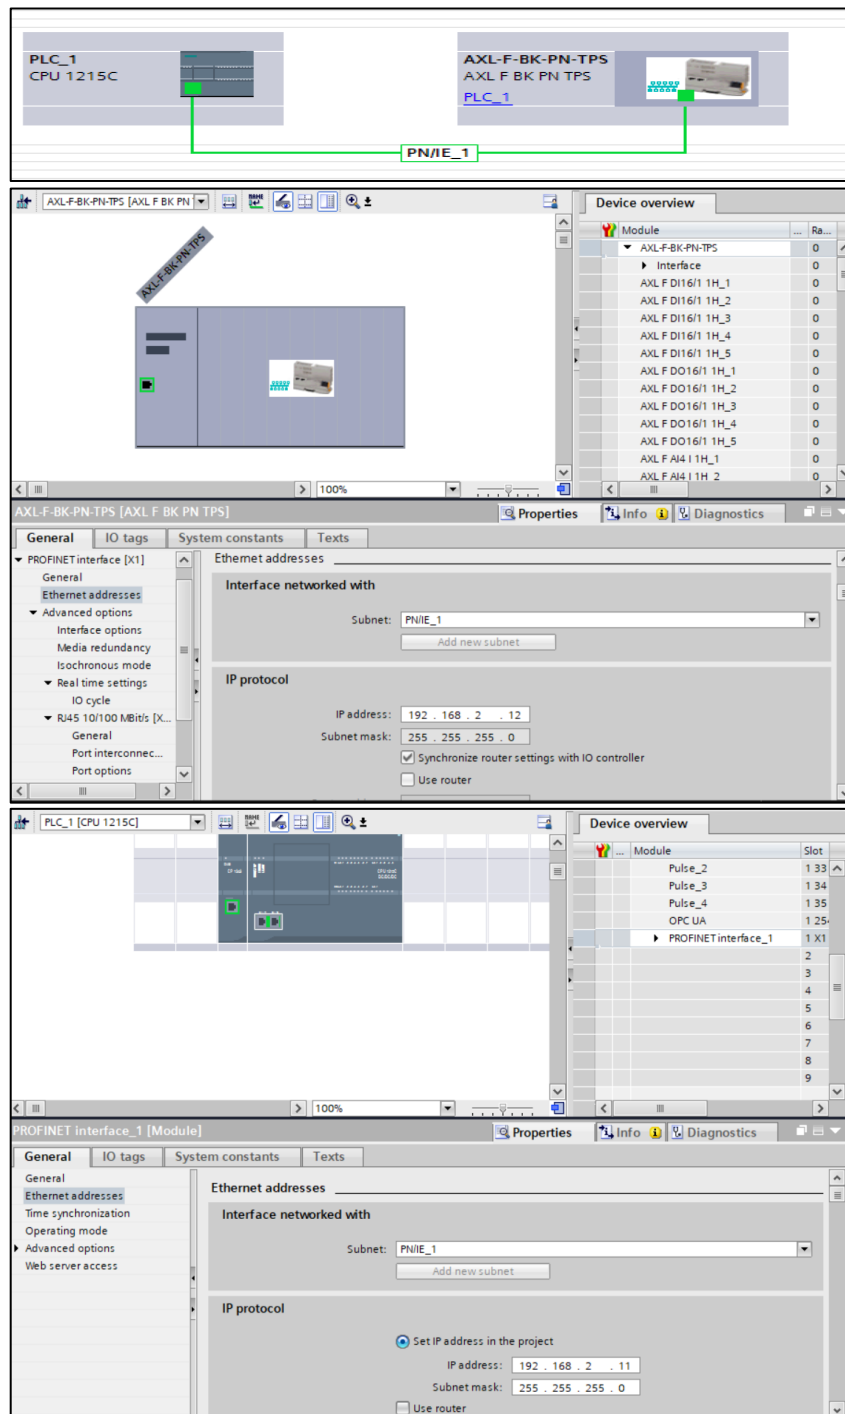 PLC_1
CPU 1215C
AXL-F-BK-PN-TPS
AXL F BK PN TPS
PLC_1
PN/IE_1
AXL-F-BK-PN-TPS [AXL F BK PN
NAME
±
Device overview
Module
...
Ra...
AXL-F-BK-PN-TPS 0
Interface 0
AXL F DI16/1 1H_1 0
AXL F DI16/1 1H_2 0
AXL F DI16/1 1H_3 0
AXL F DI16/1 1H_4 0
AXL F DI16/1 1H_5 0
AXL F DO16/1 1H_1 0
AXL F DO16/1 1H_2 0
AXL F DO16/1 1H_3 0
AXL F DO16/1 1H_4 0
AXL F DO16/1 1H_5 0
AXL F AI4 I 1H_1 0
AXL F AI4 I 1H_2 0
AXL-F-BK-PN-TPS
100%
AXL-F-BK-PN-TPS [AXL F BK PN TPS]
Properties
Info
Diagnostics
General
IO tags
System constants
Texts
PROFINET interface [X1]
General
Ethernet addresses
Advanced options
Interface options
Media redundancy
Isochronous mode
Real time settings
IO cycle
RJ45 10/100 MBit/s [X...
General
Port interconnec...
Port options
Ethernet addresses
Interface networked with
Subnet: PN/IE_1
Add new subnet
IP protocol
IP address: 192 . 168 . 2 . 12
Subnet mask: 255 . 255 . 255 . 0
Synchronize router settings with IO controller
Use router
PLC_1 [CPU 1215C]
NAME
±
Device overview
...
Module
Slot
Pulse_2 1 33
Pulse_3 1 34
Pulse_4 1 35
OPC UA 1 25
PROFINET interface_1 1 X1
2
3
4
5
6
7
8
9
100%
PROFINET interface_1 [Module]
Properties
Info
Diagnostics
General
IO tags
System constants
Texts
General
Ethernet addresses
Time synchronization
Operating mode
Advanced options
Web server access
Ethernet addresses
Interface networked with
Subnet: PN/IE_1
Add new subnet
IP protocol
Set IP address in the project
IP address: 192 . 168 . 2 . 11
Subnet mask: 255 . 255 . 255 . 0
Use router